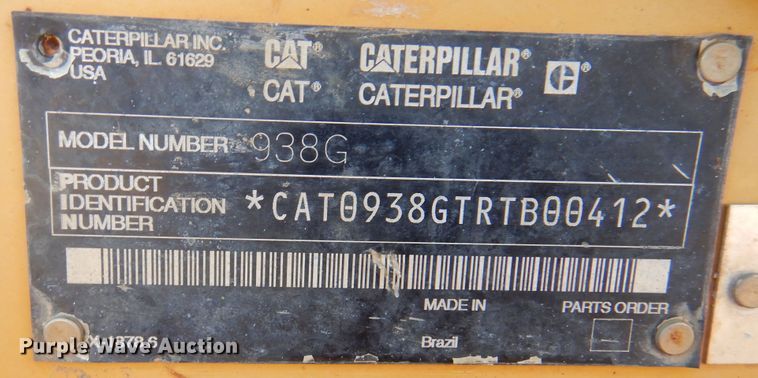 CATERPILLAR INC.
PEORIA, IL. 61629
USA
CAT® CATERPILLAR® ®
CAT® CATERPILLAR®
MODEL NUMBER 938G
PRODUCT
IDENTIFICATION
NUMBER
*CAT0938GTRTB00412*
MADE IN PARTS ORDER
Brazil
Purple Wave Auction